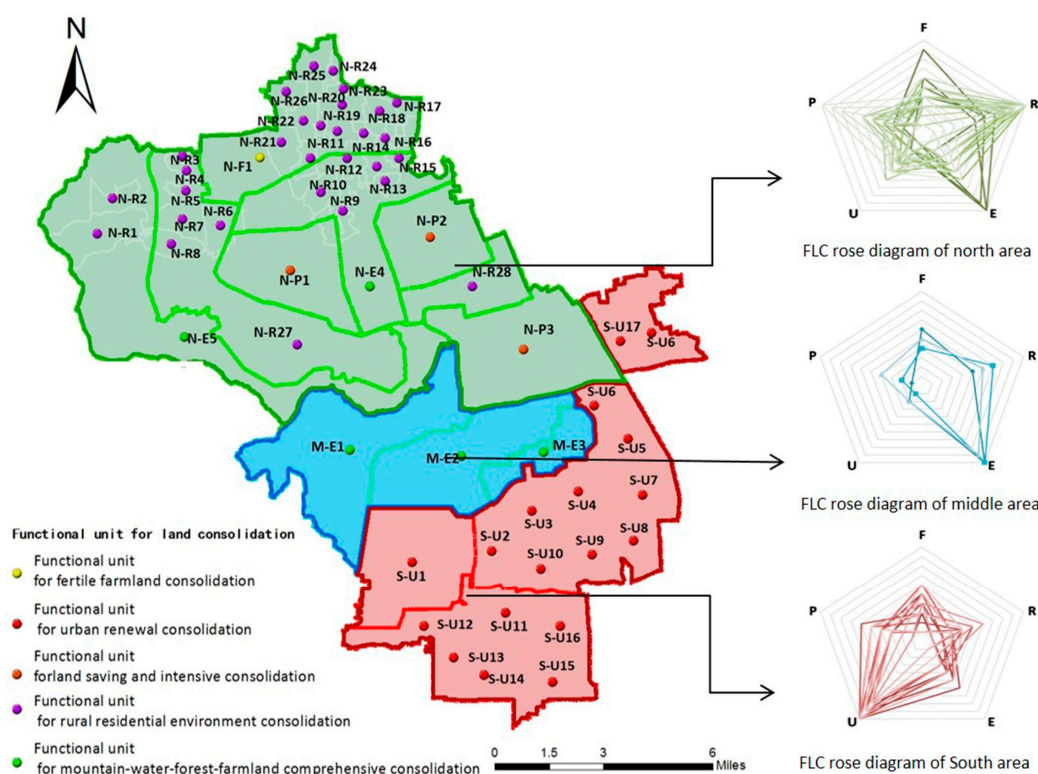 N
N-R24
N-R25
N-R23
N-R20
N-R26
N-R17
N-R19
N-R22
N-R18
N-R21
N-R11
N-R14
N-R16
N-F1
N-R12
N-R15
N-R3
N-R4
N-R10
N-R13
N-R5
N-R2
N-R9
N-R6
N-R7
N-P2
N-R1
N-R8
N-E4
N-P1
N-R28
N-E5
N-R27
N-P3
S-U17
S-U6
S-U6
M-E1
M-E2
M-E3
S-U5
S-U7
S-U4
S-U3
S-U2
S-U8
S-U9
S-U10
S-U1
S-U12
S-U11
S-U16
S-U13
S-U14
S-U15
Functional unit for land consolidation
Functional unit
for fertile farmland consolidation
Functional unit
for urban renewal consolidation
Functional unit
forland saving and intensive consolidation
Functional unit
for rural residential environment consolidation
Functional unit
for mountain-water-forest-farmland comprehensive consolidation
0 1.5 3 6
Miles
F
P
R
U
E
FLC rose diagram of north area
F
P
R
U
E
FLC rose diagram of middle area
F
P
R
U
E
FLC rose diagram of South area